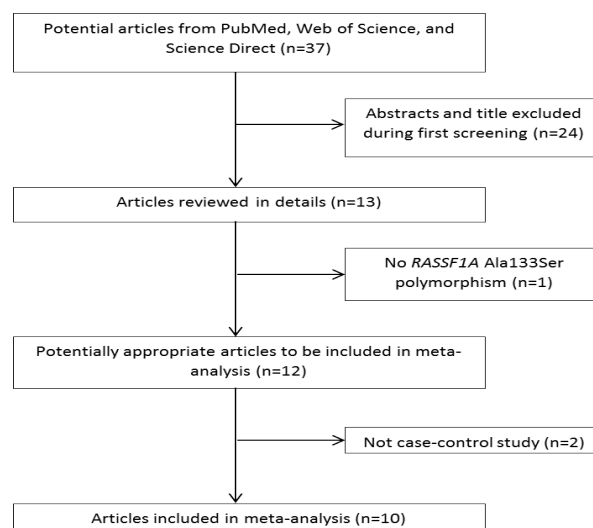 Potential articles from PubMed, Web of Science, and
Science Direct (n=37)
Abstracts and title excluded
during first screening (n=24)
Articles reviewed in details (n=13)
No RASSF1A Ala133Ser
polymorphism (n=1)
Potentially appropriate articles to be included in meta-
analysis (n=12)
Not case-control study (n=2)
Articles included in meta-analysis (n=10)